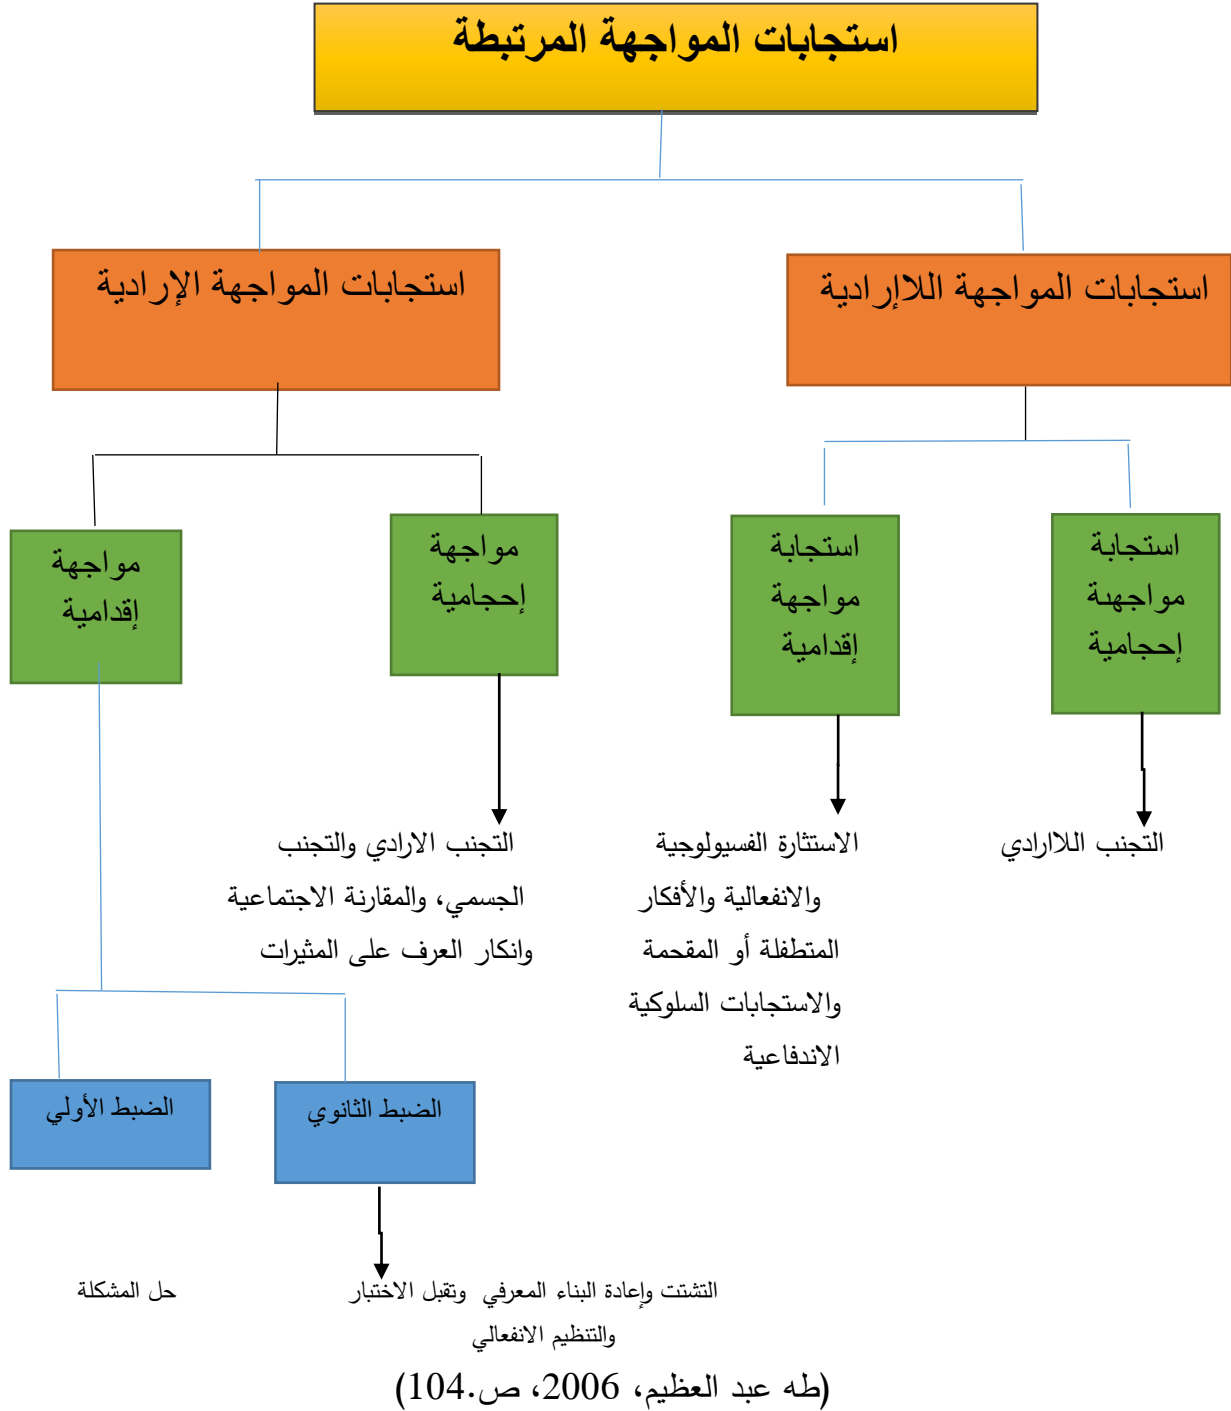 استجابات المواجهة المرتبطة
استجابات المواجهة اللاإرادية
استجابات المواجهة الإرادية
استجابة
مواجهبة
إحجامية
استجابة
مواجهة
إقدامية
مواجهة
إحجامية
مواجهة
إقدامية
التجنب اللاارادي
الاستثارة الفسيولوجية
والانفعالية والأفكار
المتطفلة أو المقحمة
والاستجابات السلوكية
الاندفاعية
التجنب الارادي والتجنب
الجسمي، والمقارنة الاجتماعية
وانكار العرف على المثيرات
الضبط الثانوي
الضبط الأولي
التشتت وإعادة البناء المعرفي وتقبل الاختبار
والتنظيم الانفعالي
حل المشكلة
(طه عبد العظيم، 2006، ص.104)